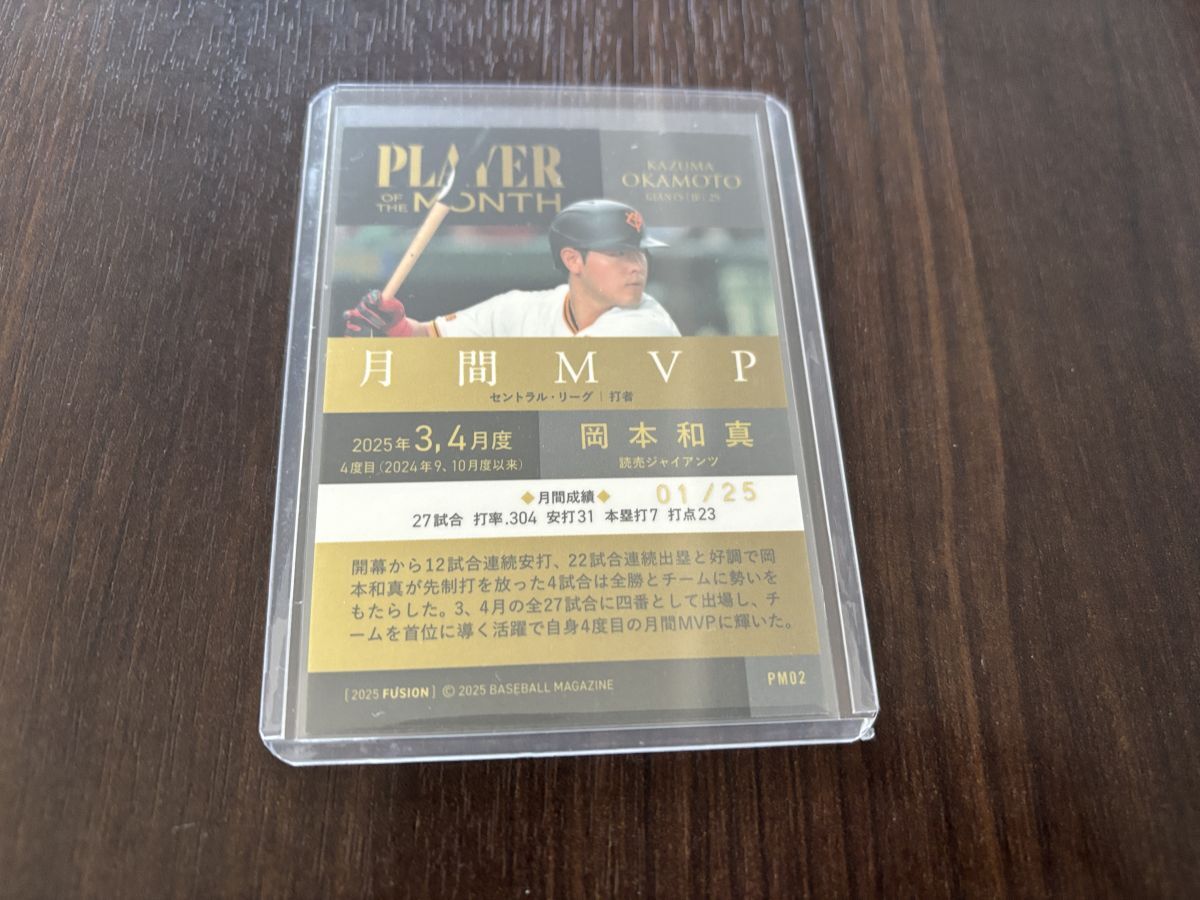 PLAYER
OF THE MONTH
KAZUMA
OKAMOTO
GIANTS | IF | 25
月間MVP
セントラル・リーグ | 打者
2025年3,4月度
4度目(2024年9、10月度以来)
岡本和真
読売ジャイアンツ
◆月間成績◆
01/25
27試合 打率.304 安打31 本塁打7 打点23
開幕から12試合連続安打、22試合連続出塁と好調で岡
本和真が先制打を放った4試合は全勝とチームに勢いを
もたらした。3、4月の全27試合に四番として出場し、チ
ームを首位に導く活躍で自身4度目の月間MVPに輝いた。
[2025 FUSION] © 2025 BASEBALL MAGAZINE
PM02